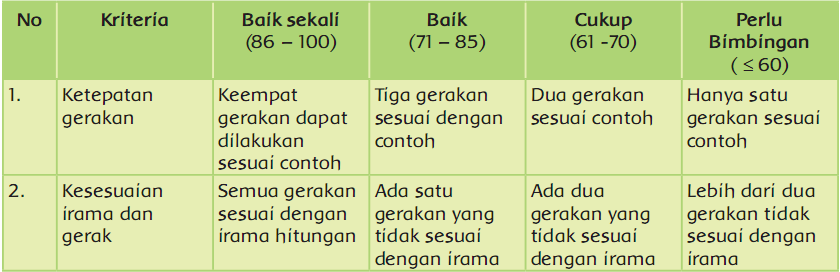 No Kriteria Baik sekali Baik Cukup Perlu
(86 – 100) (71 – 85) (61 -70) Bimbingan
( ≤ 60)
1. Ketepatan Keempat Tiga gerakan Dua gerakan Hanya satu
gerakan gerakan dapat sesuai dengan sesuai contoh gerakan sesuai
dilakukan contoh contoh
sesuai contoh
2. Kesesuaian Semua gerakan Ada satu Ada dua Lebih dari dua
irama dan sesuai dengan gerakan yang gerakan yang gerakan tidak
gerak irama hitungan tidak sesuai tidak sesuai sesuai dengan
dengan irama dengan irama irama